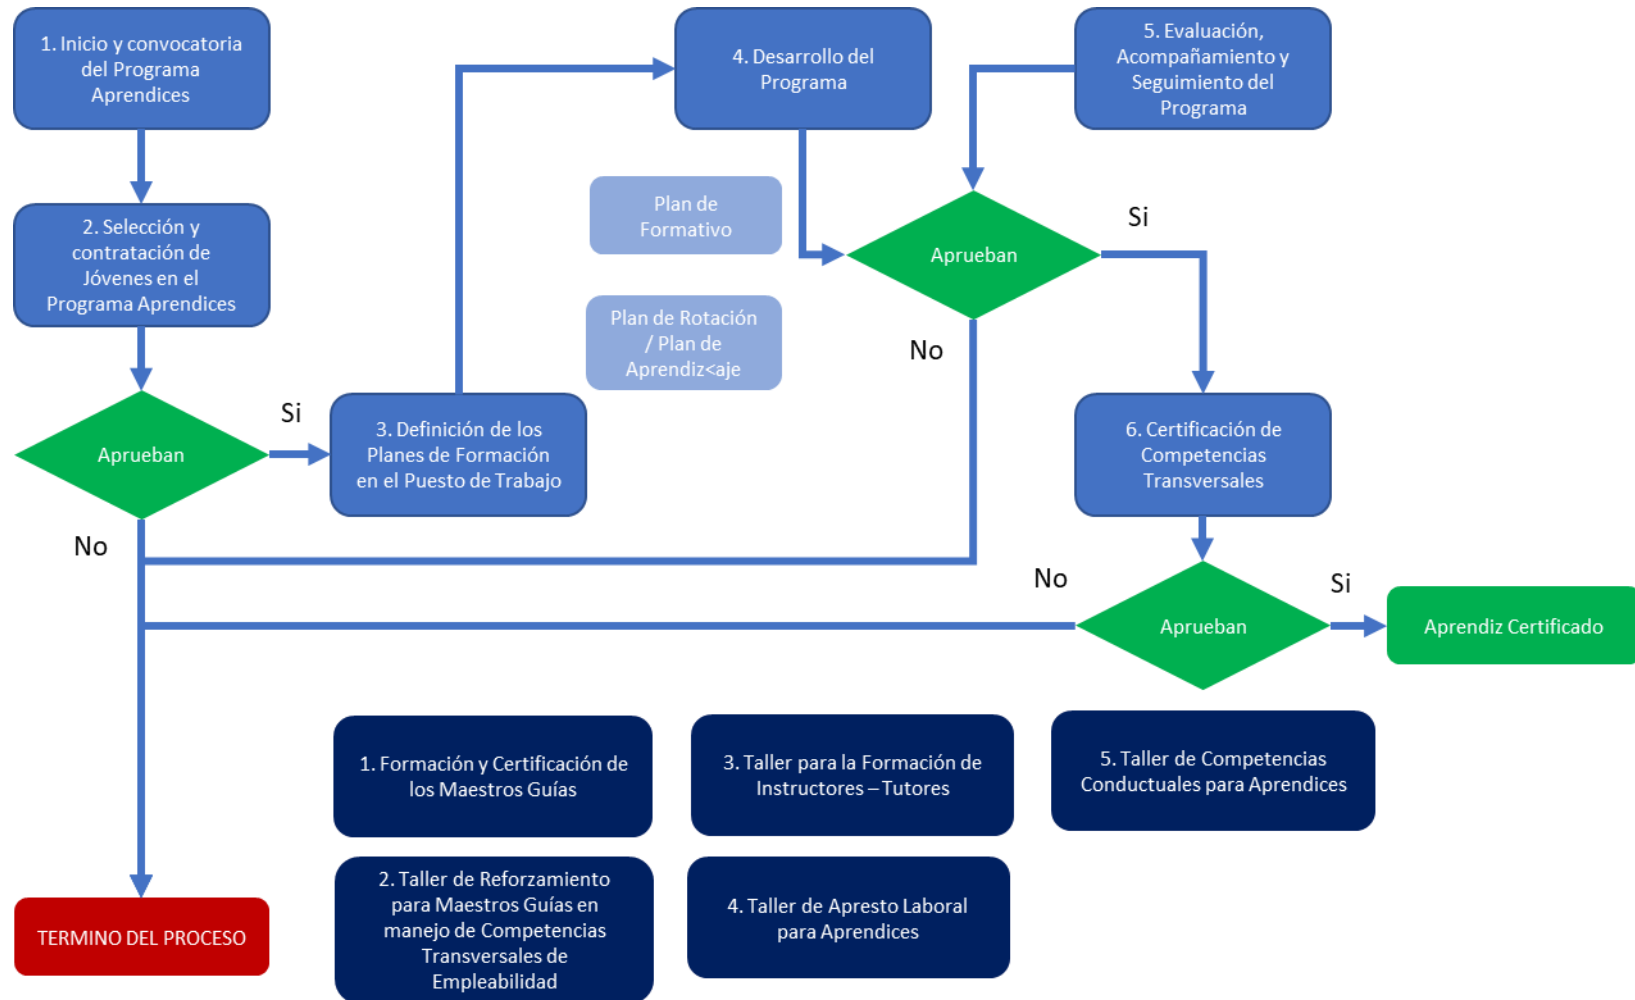 1. Inicio y convocatoria
del Programa
Aprendices
2. Selección y
contratación de
Jóvenes en el
Programa Aprendices
Aprueban
Si
No
3. Definición de los
Planes de Formación
en el Puesto de Trabajo
4. Desarrollo del
Programa
Plan de
Formativo
Plan de Rotación
/ Plan de
Aprendiz<aje
5. Evaluación,
Acompañamiento y
Seguimiento del
Programa
Aprueban
Si
No
6. Certificación de
Competencias
Transversales
Aprueban
No
Si
Aprendiz Certificado
TERMINO DEL PROCESO
1. Formación y Certificación de
los Maestros Guías
2. Taller de Reforzamiento
para Maestros Guías en
manejo de Competencias
Transversales de
Empleabilidad
3. Taller para la Formación de
Instructores – Tutores
4. Taller de Apresto Laboral
para Aprendices
5. Taller de Competencias
Conductuales para Aprendices